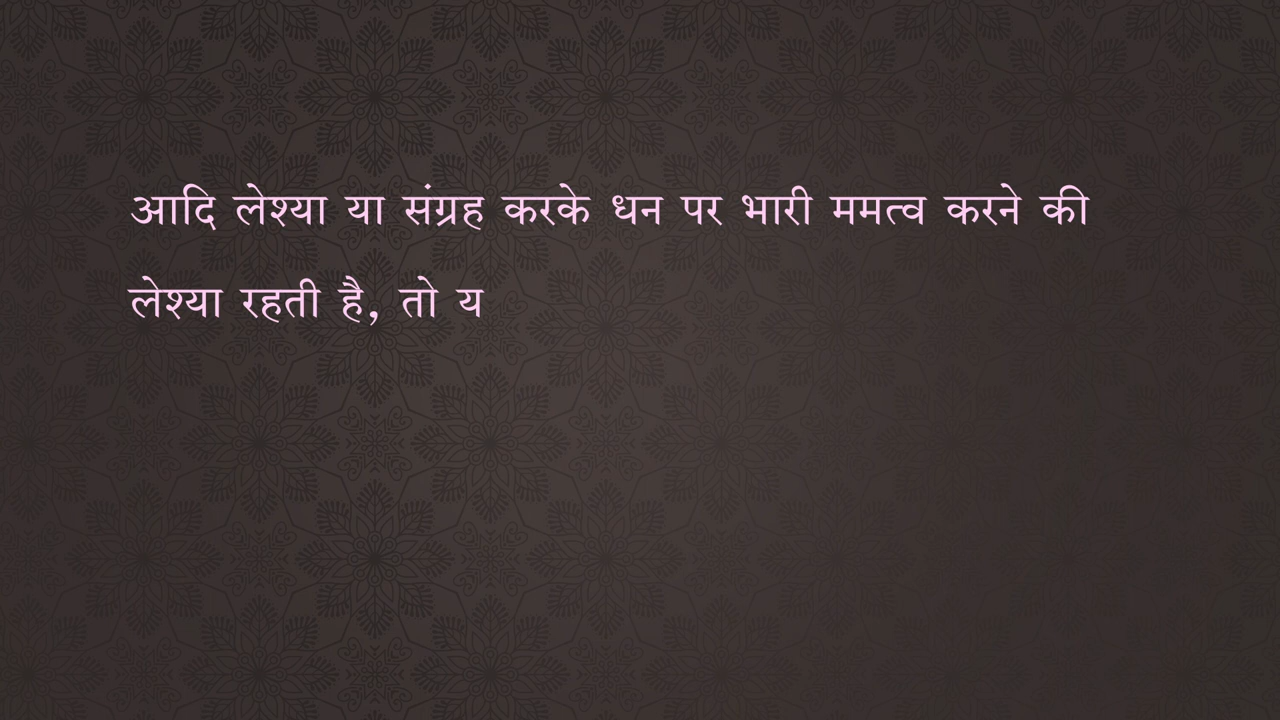 आदि लेश्या या संग्रह करके धन पर भारी ममत्व करने की
लेश्या रहती है, तो य